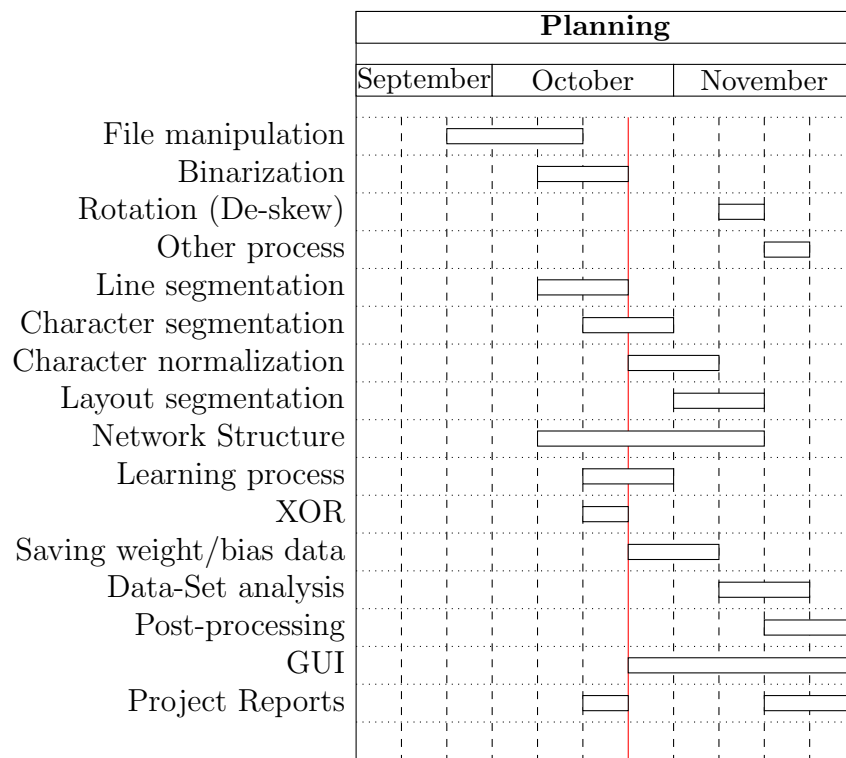 Planning
September October November
File manipulation
Binarization
Rotation (De-skew)
Other process
Line segmentation
Character segmentation
Character normalization
Layout segmentation
Network Structure
Learning process
XOR
Saving weight/bias data
Data-Set analysis
Post-processing
GUI
Project Reports